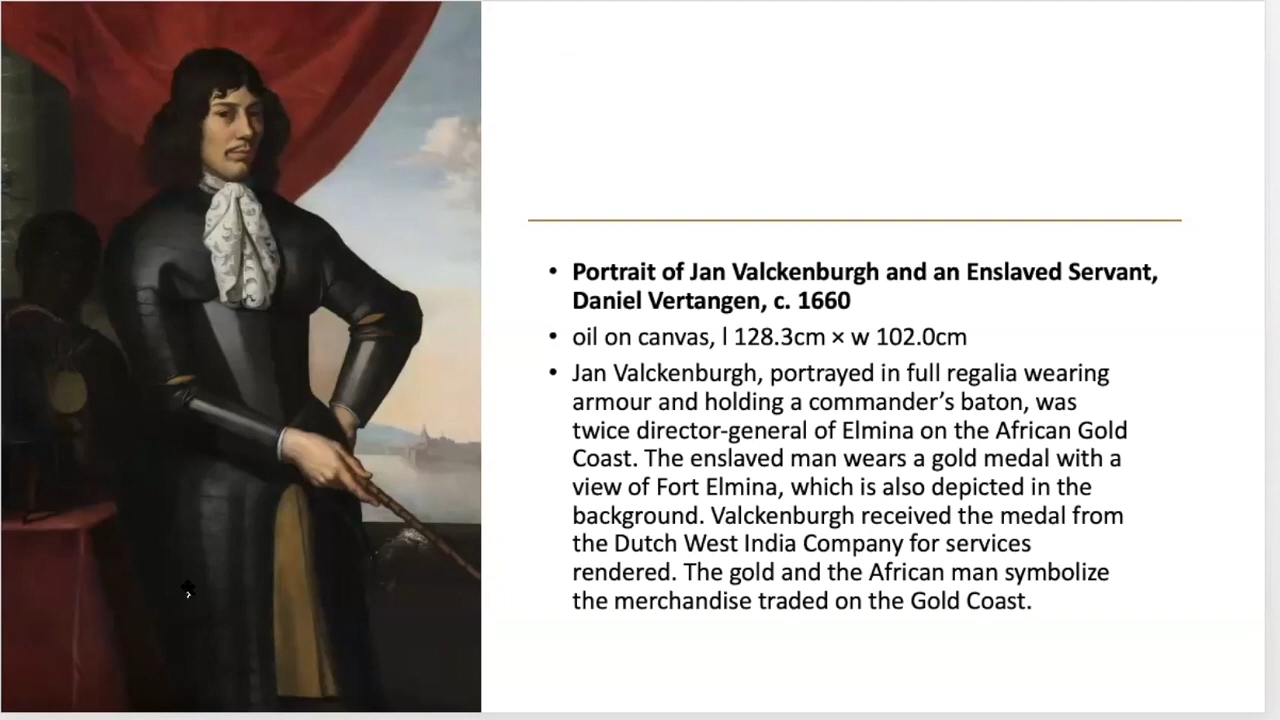 • Portrait of Jan Valckenburgh and an Enslaved Servant,
Daniel Vertangen, c. 1660
• oil on canvas, l 128.3cm × w 102.0cm
• Jan Valckenburgh, portrayed in full regalia wearing
armour and holding a commander’s baton, was
twice director-general of Elmina on the African Gold
Coast. The enslaved man wears a gold medal with a
view of Fort Elmina, which is also depicted in the
background. Valckenburgh received the medal from
the Dutch West India Company for services
rendered. The gold and the African man symbolize
the merchandise traded on the Gold Coast.